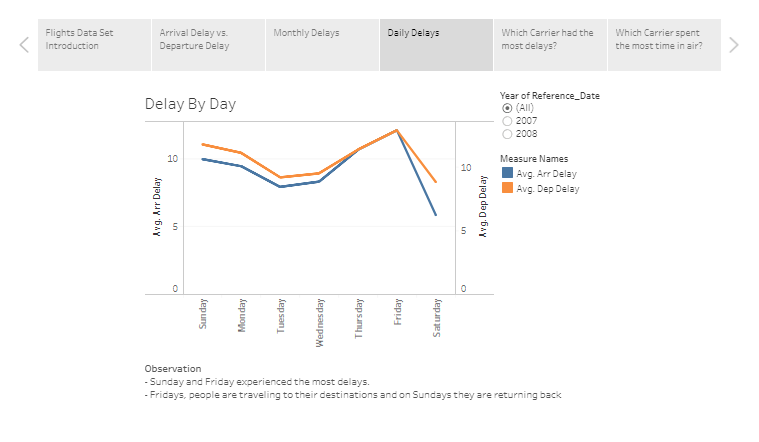 Flights Data Set
Introduction
Arrival Delay vs.
Departure Delay
Monthly Delays
Daily Delays
Which Carrier had the
most delays?
Which Carrier spent
the most time in air?
Delay By Day
Year of Reference_Date
(All)
2007
2008
Measure Names
Avg. Arr Delay
Avg. Dep Delay
Avg. Arr Delay
10
5
0
10
5
0
Avg. Dep Delay
Sunday
Monday
Tuesday
Wednesday
Thursday
Friday
Saturday
Observation
- Sunday and Friday experienced the most delays.
- Fridays, people are traveling to their destinations and on Sundays they are returning back